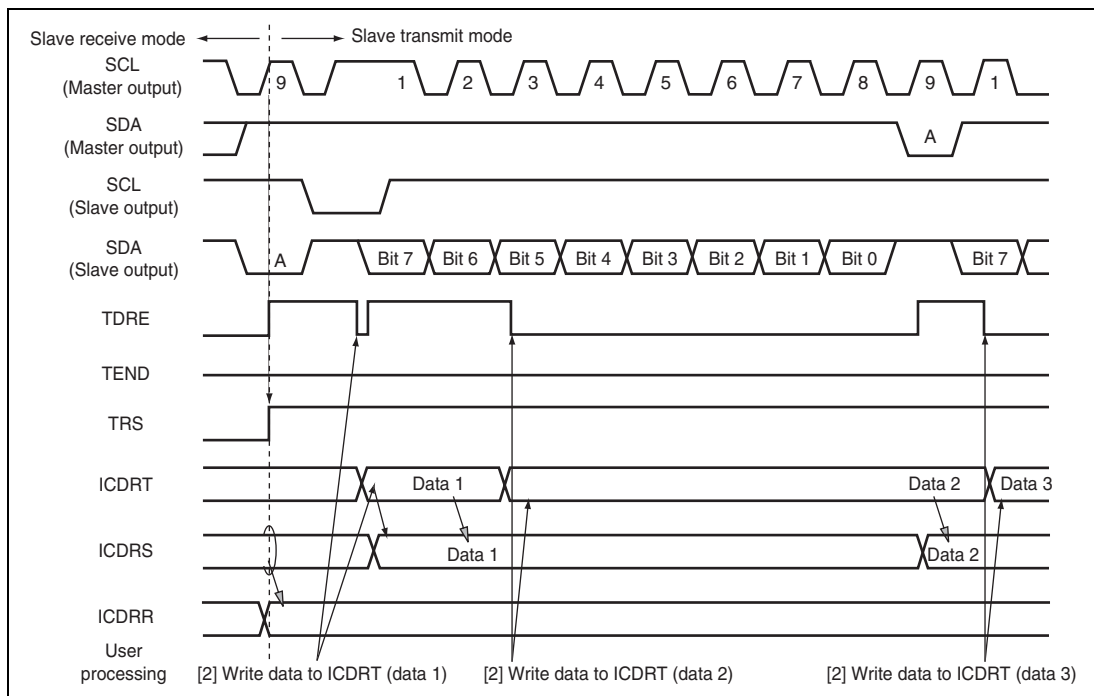 Slave receive mode
Slave transmit mode
SCL
(Master output)
9 1 2 3 4 5 6 7 8 9 1
SDA
(Master output)
A
SCL
(Slave output)
SDA
(Slave output)
A Bit 7 Bit 6 Bit 5 Bit 4 Bit 3 Bit 2 Bit 1 Bit 0 Bit 7
TDRE
TEND
TRS
ICDRT
Data 1 Data 2 Data 3
ICDRS
Data 1 Data 2
ICDRR
User
processing
[2] Write data to ICDRT (data 1) [2] Write data to ICDRT (data 2) [2] Write data to ICDRT (data 3)